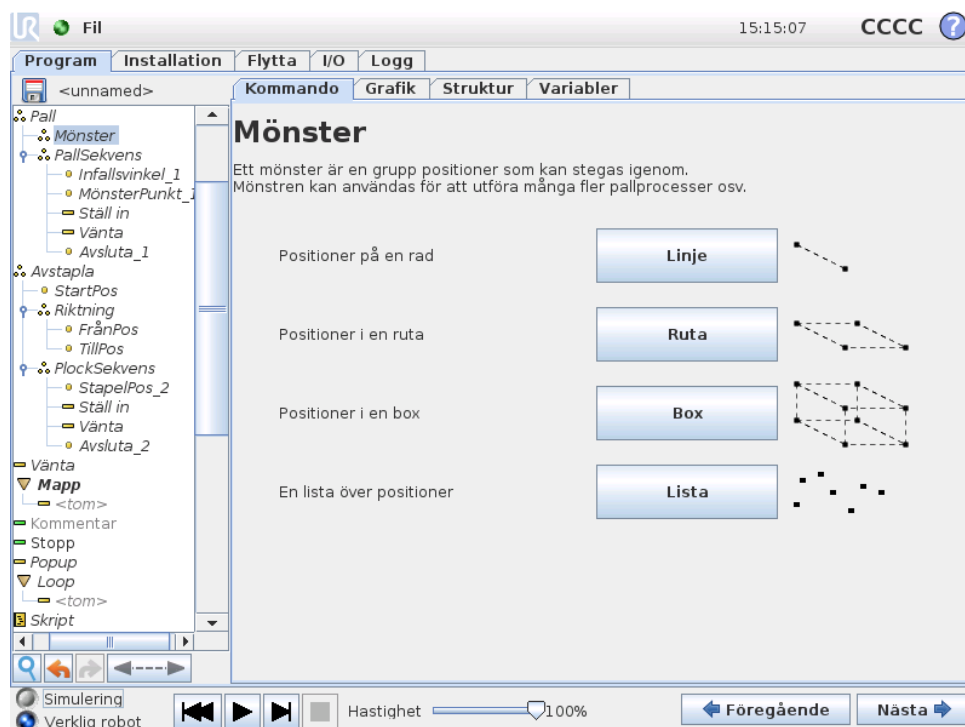 UR Fil 15:15:07 CCCC ?
Program Installation Flytta I/O Logg
<unnamed>
Kommando Grafik Struktur Variabler
Pall
Mönster
PallSekvens
Infallsvinkel_1
MönsterPunkt_1
Ställ in
Vänta
Avsluta_1
Avstapla
StartPos
Riktning
FrånPos
TillPos
PlockSekvens
StapelPos_2
Ställ in
Vänta
Avsluta_2
Vänta
Mapp
<tom>
Kommentar
Stopp
Popup
Loop
<tom>
Skript
Mönster
Ett mönster är en grupp positioner som kan stegas igenom.
Mönstren kan användas för att utföra många fler pallprocesser osv.
Positioner på en rad Linje
Positioner i en ruta Ruta
Positioner i en box Box
En lista över positioner Lista
Simulering
Verklig robot
Hastighet 100%
Föregående Nästa